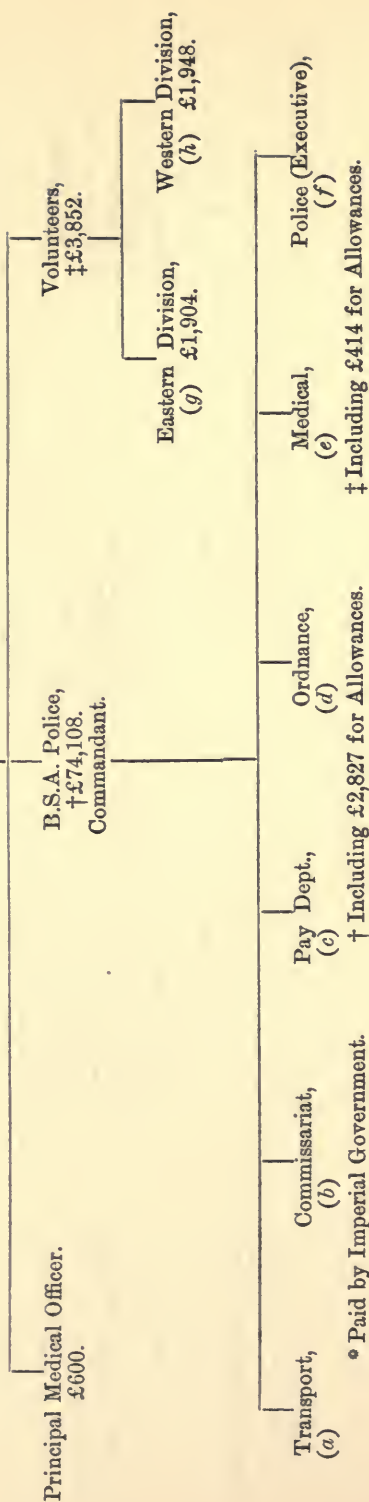 Principal Medical Officer.
£600.
B.S.A. Police,
†£74,108.
Commandant.
Volunteers,
‡£3,852.
Eastern Division,
(g) £1,904.
Western Division,
(h) £1,948.
Transport,
(a)
Commissariat,
(b)
Pay Dept.,
(c)
Ordnance,
(d)
Medical,
(e)
Police (Executive),
(f)
* Paid by Imperial Government.
† Including £2,827 for Allowances.
‡ Including £414 for Allowances.